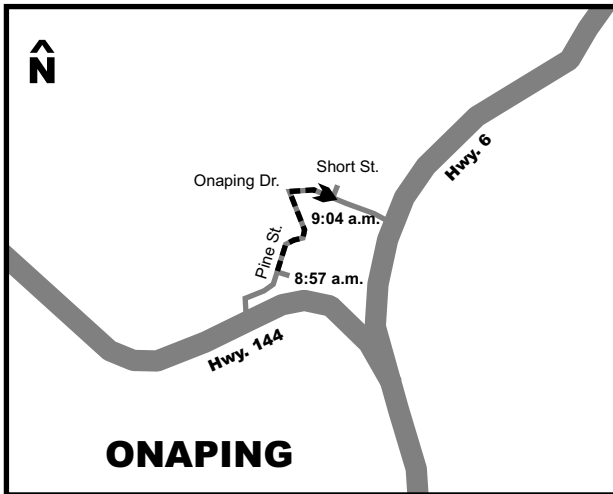 N
Short St.
Onaping Dr.
Hwy. 6
9:04 a.m.
Pine St.
8:57 a.m.
Hwy. 144
ONAPING